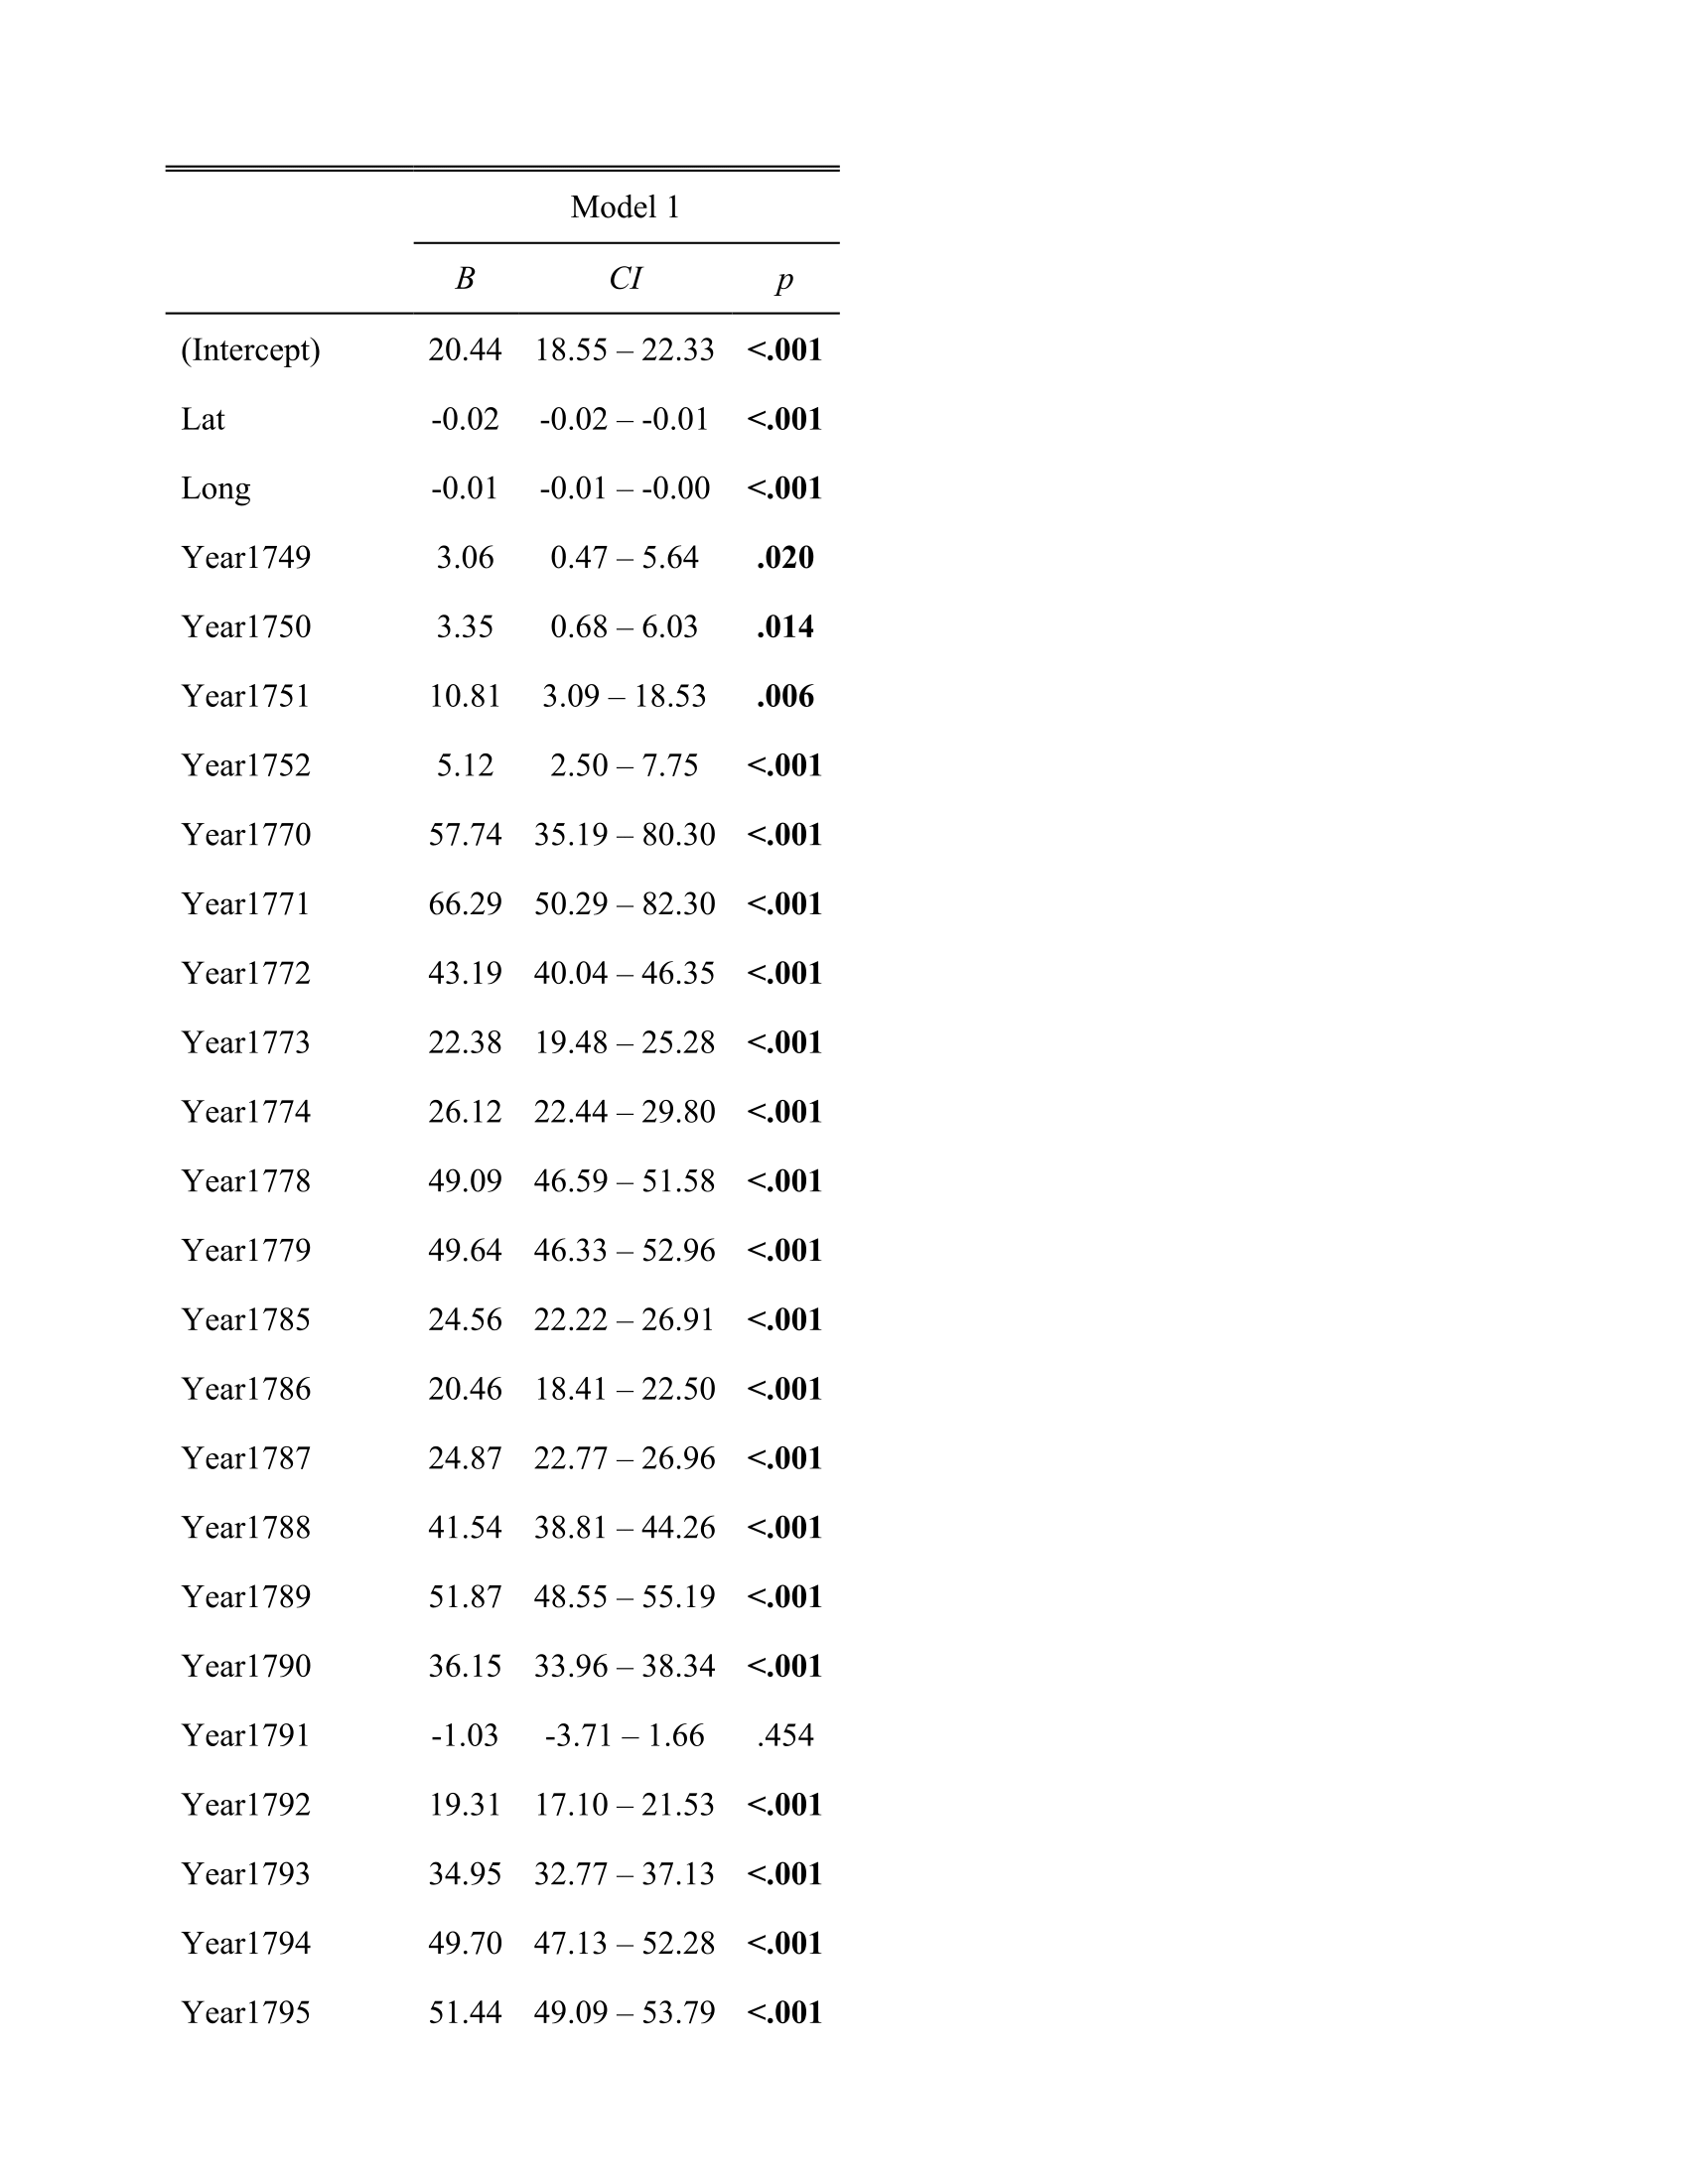 Model 1
B CI p
(Intercept) 20.44 18.55 – 22.33 <.001
Lat -0.02 -0.02 – -0.01 <.001
Long -0.01 -0.01 – -0.00 <.001
Year1749 3.06 0.47 – 5.64 .020
Year1750 3.35 0.68 – 6.03 .014
Year1751 10.81 3.09 – 18.53 .006
Year1752 5.12 2.50 – 7.75 <.001
Year1770 57.74 35.19 – 80.30 <.001
Year1771 66.29 50.29 – 82.30 <.001
Year1772 43.19 40.04 – 46.35 <.001
Year1773 22.38 19.48 – 25.28 <.001
Year1774 26.12 22.44 – 29.80 <.001
Year1778 49.09 46.59 – 51.58 <.001
Year1779 49.64 46.33 – 52.96 <.001
Year1785 24.56 22.22 – 26.91 <.001
Year1786 20.46 18.41 – 22.50 <.001
Year1787 24.87 22.77 – 26.96 <.001
Year1788 41.54 38.81 – 44.26 <.001
Year1789 51.87 48.55 – 55.19 <.001
Year1790 36.15 33.96 – 38.34 <.001
Year1791 -1.03 -3.71 – 1.66 .454
Year1792 19.31 17.10 – 21.53 <.001
Year1793 34.95 32.77 – 37.13 <.001
Year1794 49.70 47.13 – 52.28 <.001
Year1795 51.44 49.09 – 53.79 <.001